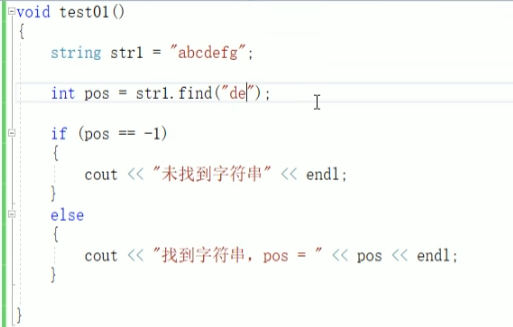 void test01()
{
string str1 = "abcdefg";
int pos = str1.find("de");
if (pos == -1)
{
cout << "未找到字符串" << endl;
}
else
{
cout << "找到字符串，pos = " << pos << endl;
}
}